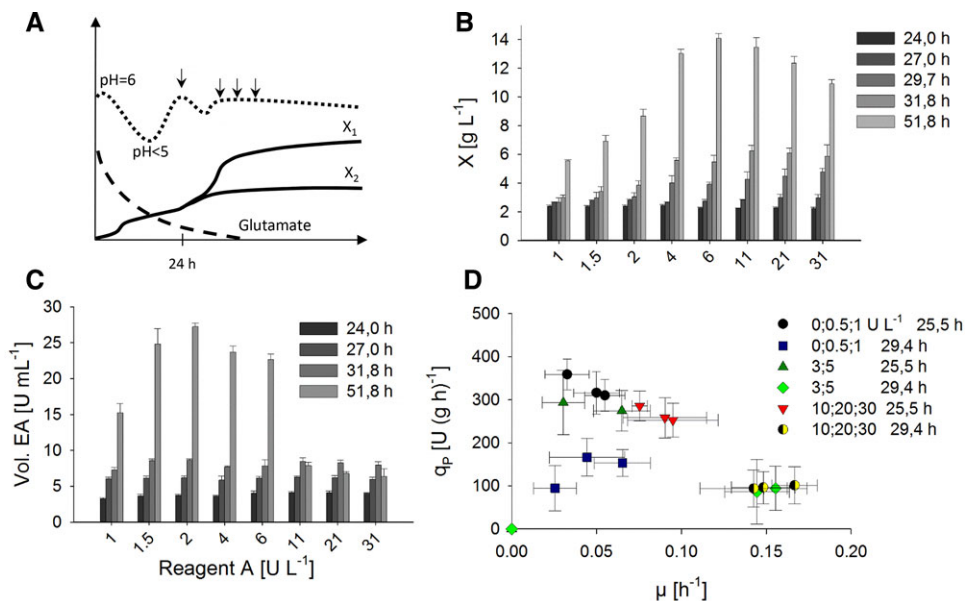 A
pH=6
pH<5
X1
X2
Glutamate
24 h
B
X [g L-1]
14
12
10
8
6
4
2
0
1
1.5
2
4
6
11
21
31
24,0 h
27,0 h
29,7 h
31,8 h
51,8 h
C
Vol. EA [U mL-1]
30
25
20
15
10
5
0
1
1.5
2
4
6
11
21
31
Reagent A [U L-1]
24,0 h
27,0 h
31,8 h
51,8 h
D
qP [U (g h)-1]
500
400
300
200
100
0
0.00
0.05
0.10
0.15
0.20
µ [h-1]
0;0.5;1 U L-1 25,5 h
0;0.5;1 29,4 h
3;5 25,5 h
3;5 29,4 h
10;20;30 25,5 h
10;20;30 29,4 h